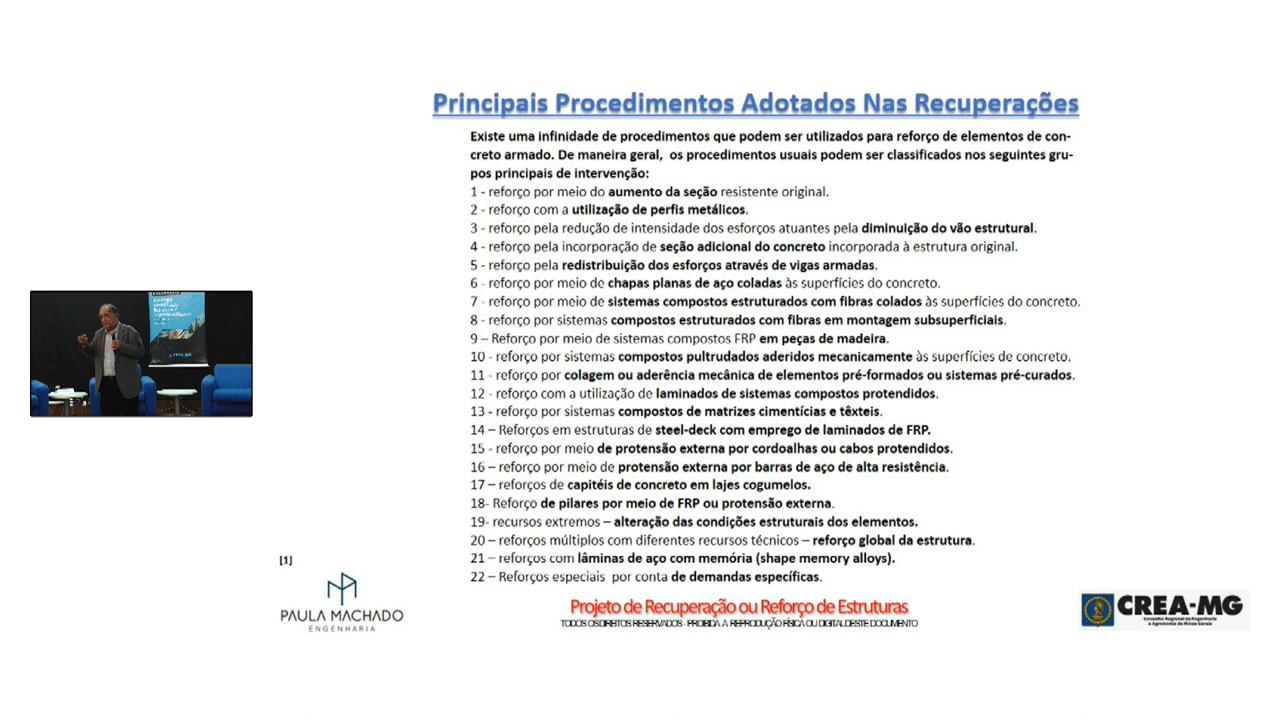 Principais Procedimentos Adotados Nas Recuperações
Existe uma infinidade de procedimentos que podem ser utilizados para reforço de elementos de con-
creto armado. De maneira geral, os procedimentos usuais podem ser classificados nos seguintes gru-
pos principais de intervenção:
1 - reforço por meio do aumento da seção resistente original.
2 - reforço com a utilização de perfis metálicos.
3 - reforço pela redução de intensidade dos esforços atuantes pela diminuição do vão estrutural.
4 - reforço pela incorporação de seção adicional do concreto incorporada à estrutura original.
5 - reforço pela redistribuição dos esforços através de vigas armadas.
6 - reforço por meio de chapas planas de aço coladas às superfícies do concreto.
7 - reforço por meio de sistemas compostos estruturados com fibras colados às superfícies do concreto.
8 - reforço por sistemas compostos estruturados com fibras em montagem subsuperficiais.
9 – Reforço por meio de sistemas compostos FRP em peças de madeira.
10 - reforço por sistemas compostos pultrudados aderidos mecanicamente às superfícies de concreto.
11 - reforço por colagem ou aderência mecânica de elementos pré-formados ou sistemas pré-curados.
12 - reforço com a utilização de laminados de sistemas compostos protendidos.
13 - reforço por sistemas compostos de matrizes cimentícias e têxteis.
14 – Reforços em estruturas de steel-deck com emprego de laminados de FRP.
15 - reforço por meio de protensão externa por cordoalhas ou cabos protendidos.
16 – reforço por meio de protensão externa por barras de aço de alta resistência.
17 – reforços de capitéis de concreto em lajes cogumelos.
18- Reforço de pilares por meio de FRP ou protensão externa.
19- recursos extremos – alteração das condições estruturais dos elementos.
20 – reforços múltiplos com diferentes recursos técnicos – reforço global da estrutura.
21 – reforços com lâminas de aço com memória (shape memory alloys).
22 – Reforços especiais por conta de demandas específicas.
[1]
PAULA MACHADO
ENGENHARIA
Projeto de Recuperação ou Reforço de Estruturas
TODOS OS DIREITOS RESERVADOS - PROIBIDA A REPRODUÇÃO FÍSICA OU DIGITAL DESTE DOCUMENTO
CREA-MG
Conselho Regional de Engenharia
e Agronomia de Minas Gerais